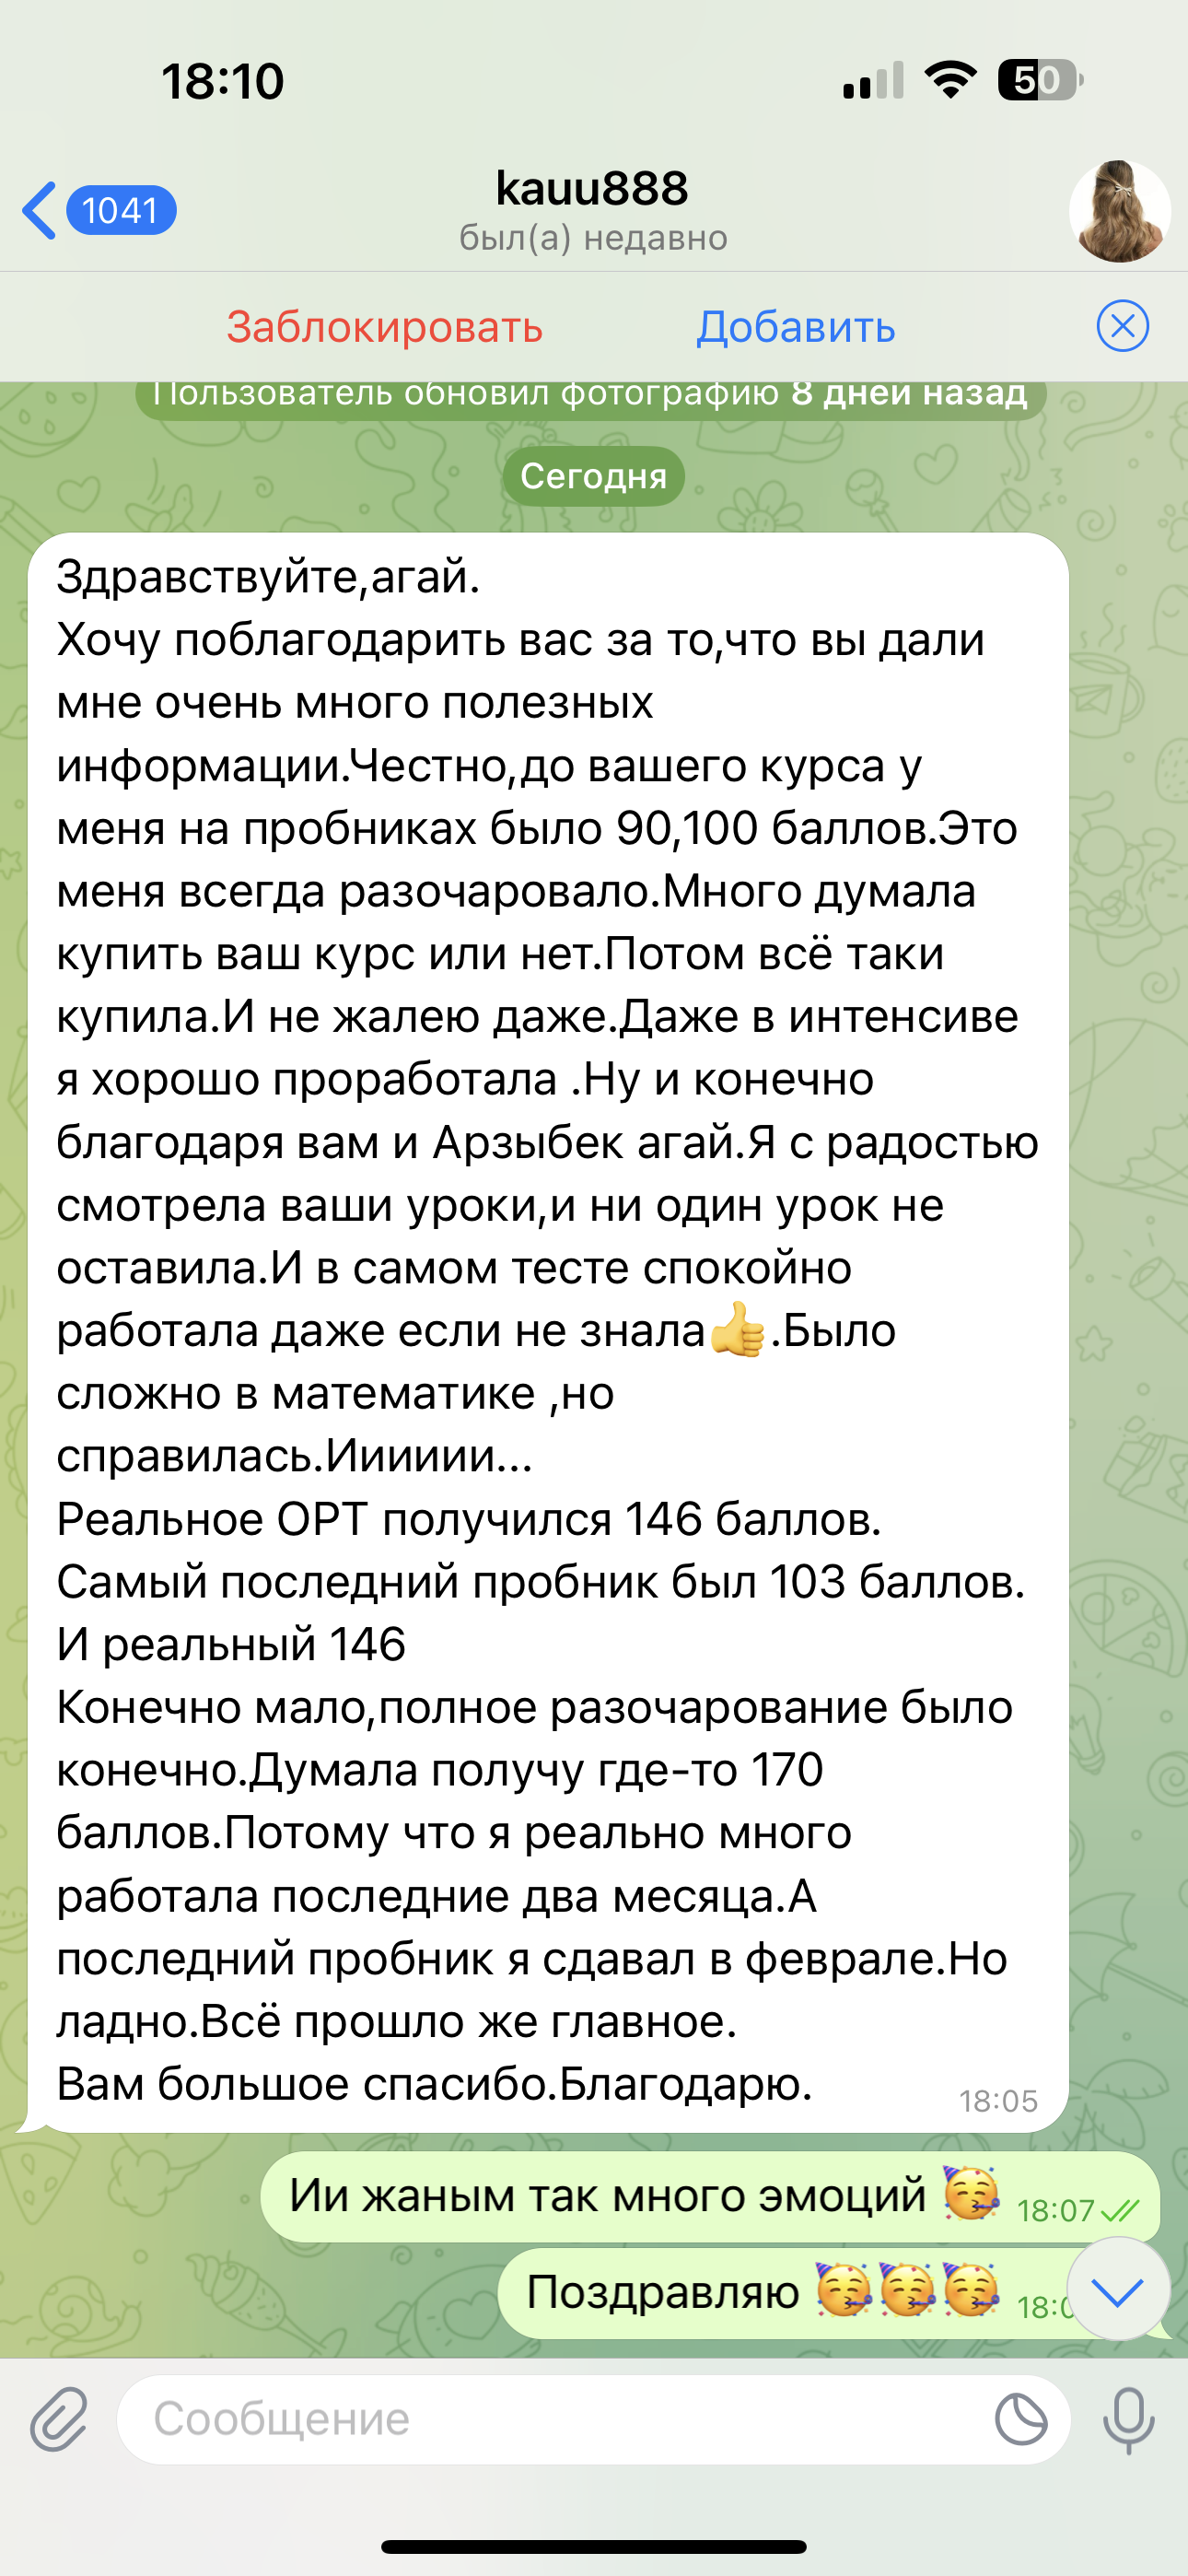 18:10
50
1041
kauu888
был(а) недавно
Заблокировать
Добавить
Пользователь обновил фотографию 8 дней назад
Сегодня
Здравствуйте,агай.
Хочу поблагодарить вас за то,что вы дали
мне очень много полезных
информации.Честно,до вашего курса у
меня на пробниках было 90,100 баллов.Это
меня всегда разочаровало.Много думала
купить ваш курс или нет.Потом всё таки
купила.И не жалею даже.Даже в интенсиве
я хорошо проработала .Ну и конечно
благодаря вам и Арзыбек агай.Я с радостью
смотрела ваши уроки,и ни один урок не
оставила.И в самом тесте спокойно
работала даже если не знала👍.Было
сложно в математике ,но
справилась.Ииииии...
Реальное ОРТ получился 146 баллов.
Самый последний пробник был 103 баллов.
И реальный 146
Конечно мало,полное разочарование было
конечно.Думала получу где-то 170
баллов.Потому что я реально много
работала последние два месяца.А
последний пробник я сдавал в феврале.Но
ладно.Всё прошло же главное.
Вам большое спасибо.Благодарю.
18:05
Ии жаным так много эмоций 🥳 18:07
Поздравляю 🥳🥳🥳
Сообщение